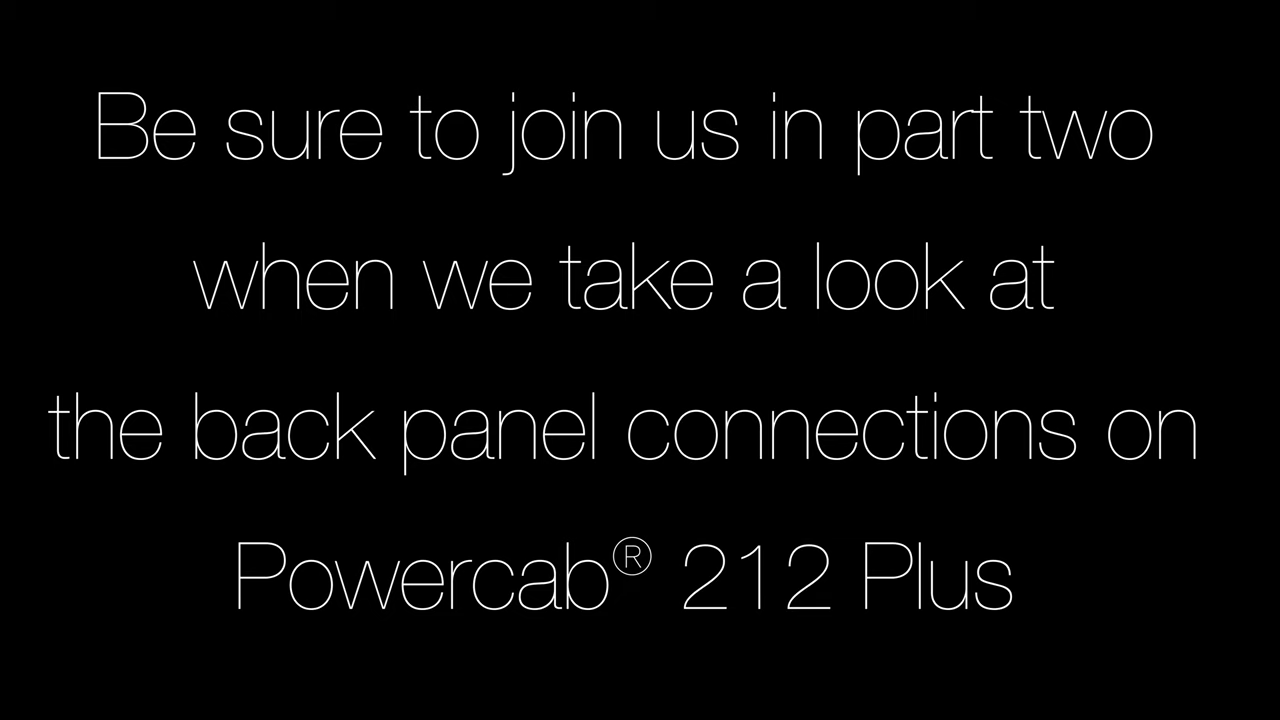 Be sure to join us in part two
when we take a look at
the back panel connections on
Powercab® 212 Plus